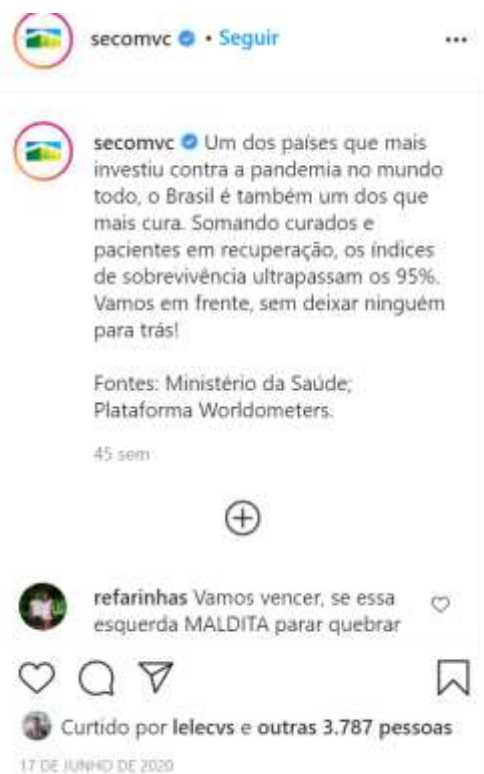 secomvc • Seguir
secomvc Um dos países que mais
investiu contra a pandemia no mundo
todo, o Brasil é também um dos que
mais cura. Somando curados e
pacientes em recuperação, os índices
de sobrevivência ultrapassam os 95%.
Vamos em frente, sem deixar ninguém
para trás!
Fontes: Ministério da Saúde;
Plataforma Worldometers.
45 sem
refarinhas Vamos vencer, se essa
esquerda MALDITA parar quebrar
Curtido por lelecvs e outras 3.787 pessoas
17 DE JUNHO DE 2020